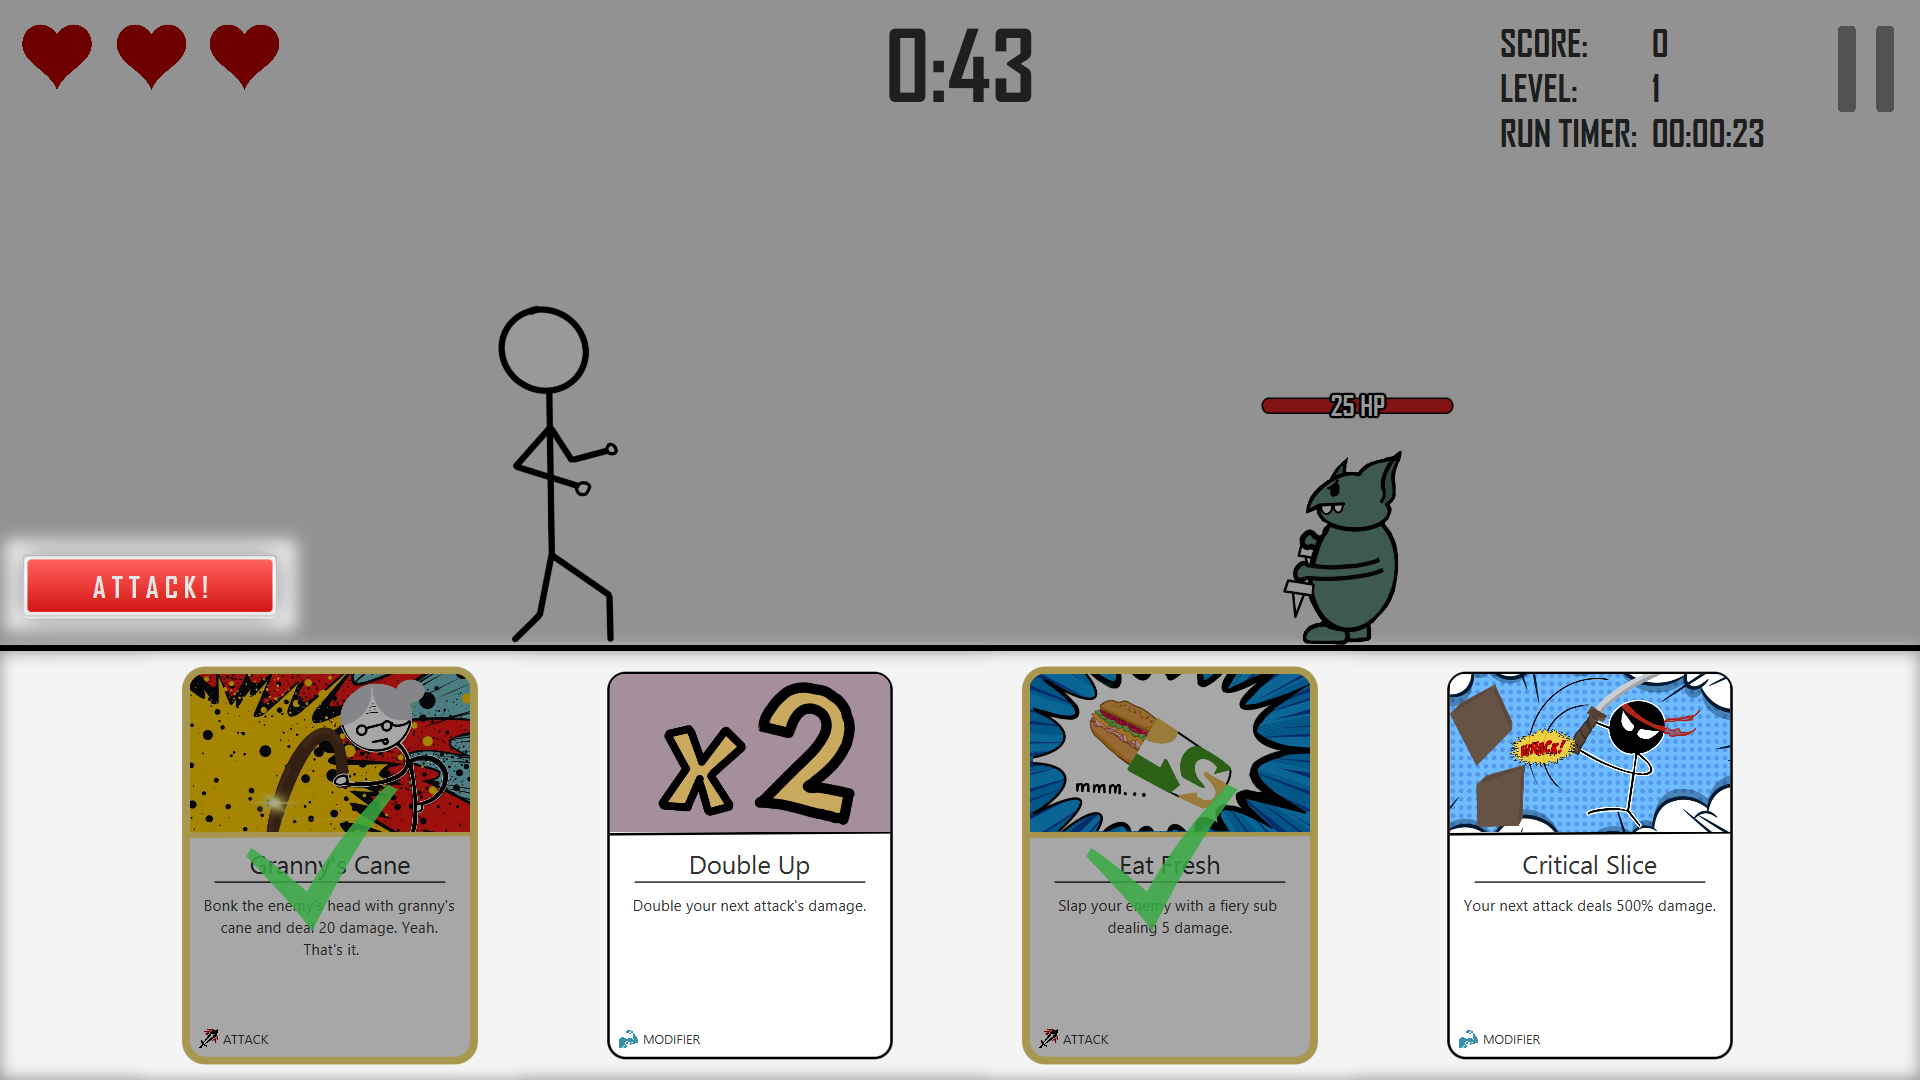 0:43
SCORE: 0
LEVEL: 1
RUN TIMER: 00:00:23
25 HP
ATTACK!
Granny's Cane
Bonk the enemy's head with granny's
cane and deal 20 damage. Yeah.
That's it.
ATTACK
x2
Double Up
Double your next attack's damage.
MODIFIER
mmm...
Eat Fresh
Slap your enemy with a fiery sub
dealing 5 damage.
ATTACK
Critical Slice
Your next attack deals 500% damage.
MODIFIER